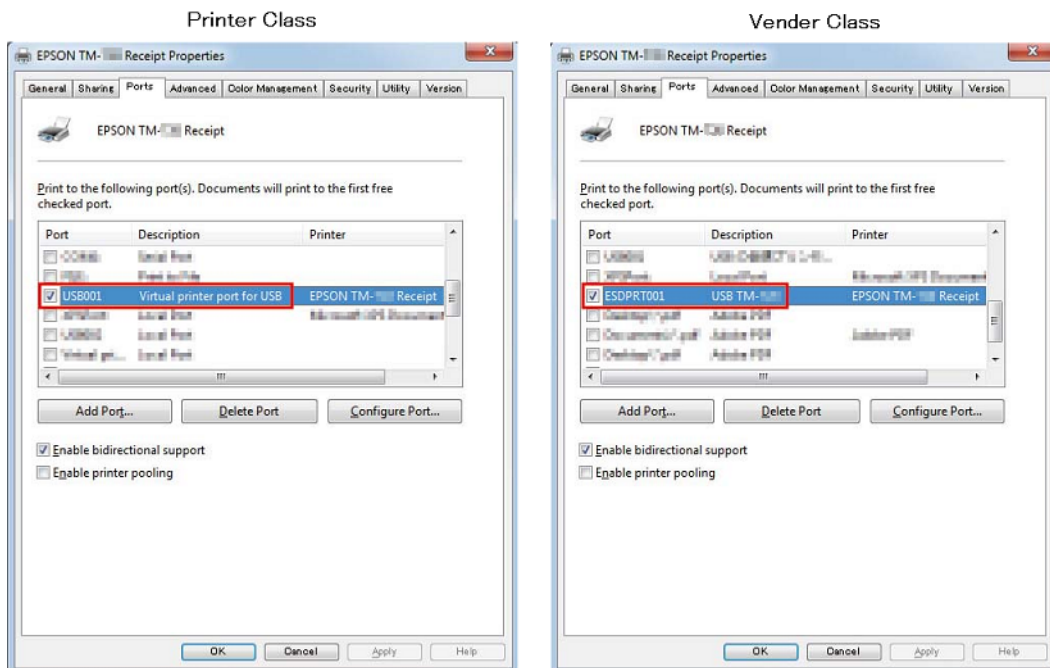 Printer Class
EPSON TM- Receipt Properties
General Sharing Ports Advanced Color Management Security Utility Version
EPSON TM- Receipt
Print to the following port(s). Documents will print to the first free
checked port.
Port Description Printer
USB001 Virtual printer port for USB EPSON TM- Receipt
Add Port... Delete Port Configure Port...
Enable bidirectional support
Enable printer pooling
OK Cancel Apply Help
Vender Class
EPSON TM- Receipt Properties
General Sharing Ports Advanced Color Management Security Utility Version
EPSON TM- Receipt
Print to the following port(s). Documents will print to the first free
checked port.
Port Description Printer
ESDPRT001 USB TM- EPSON TM- Receipt
Add Port... Delete Port Configure Port...
Enable bidirectional support
Enable printer pooling
OK Cancel Apply Help